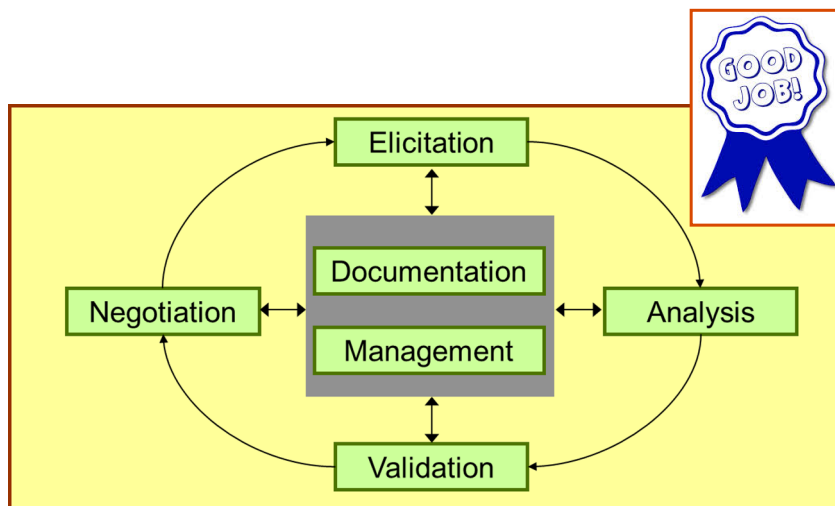 GOOD
JOB!
Elicitation
Documentation
Negotiation
Analysis
Management
Validation